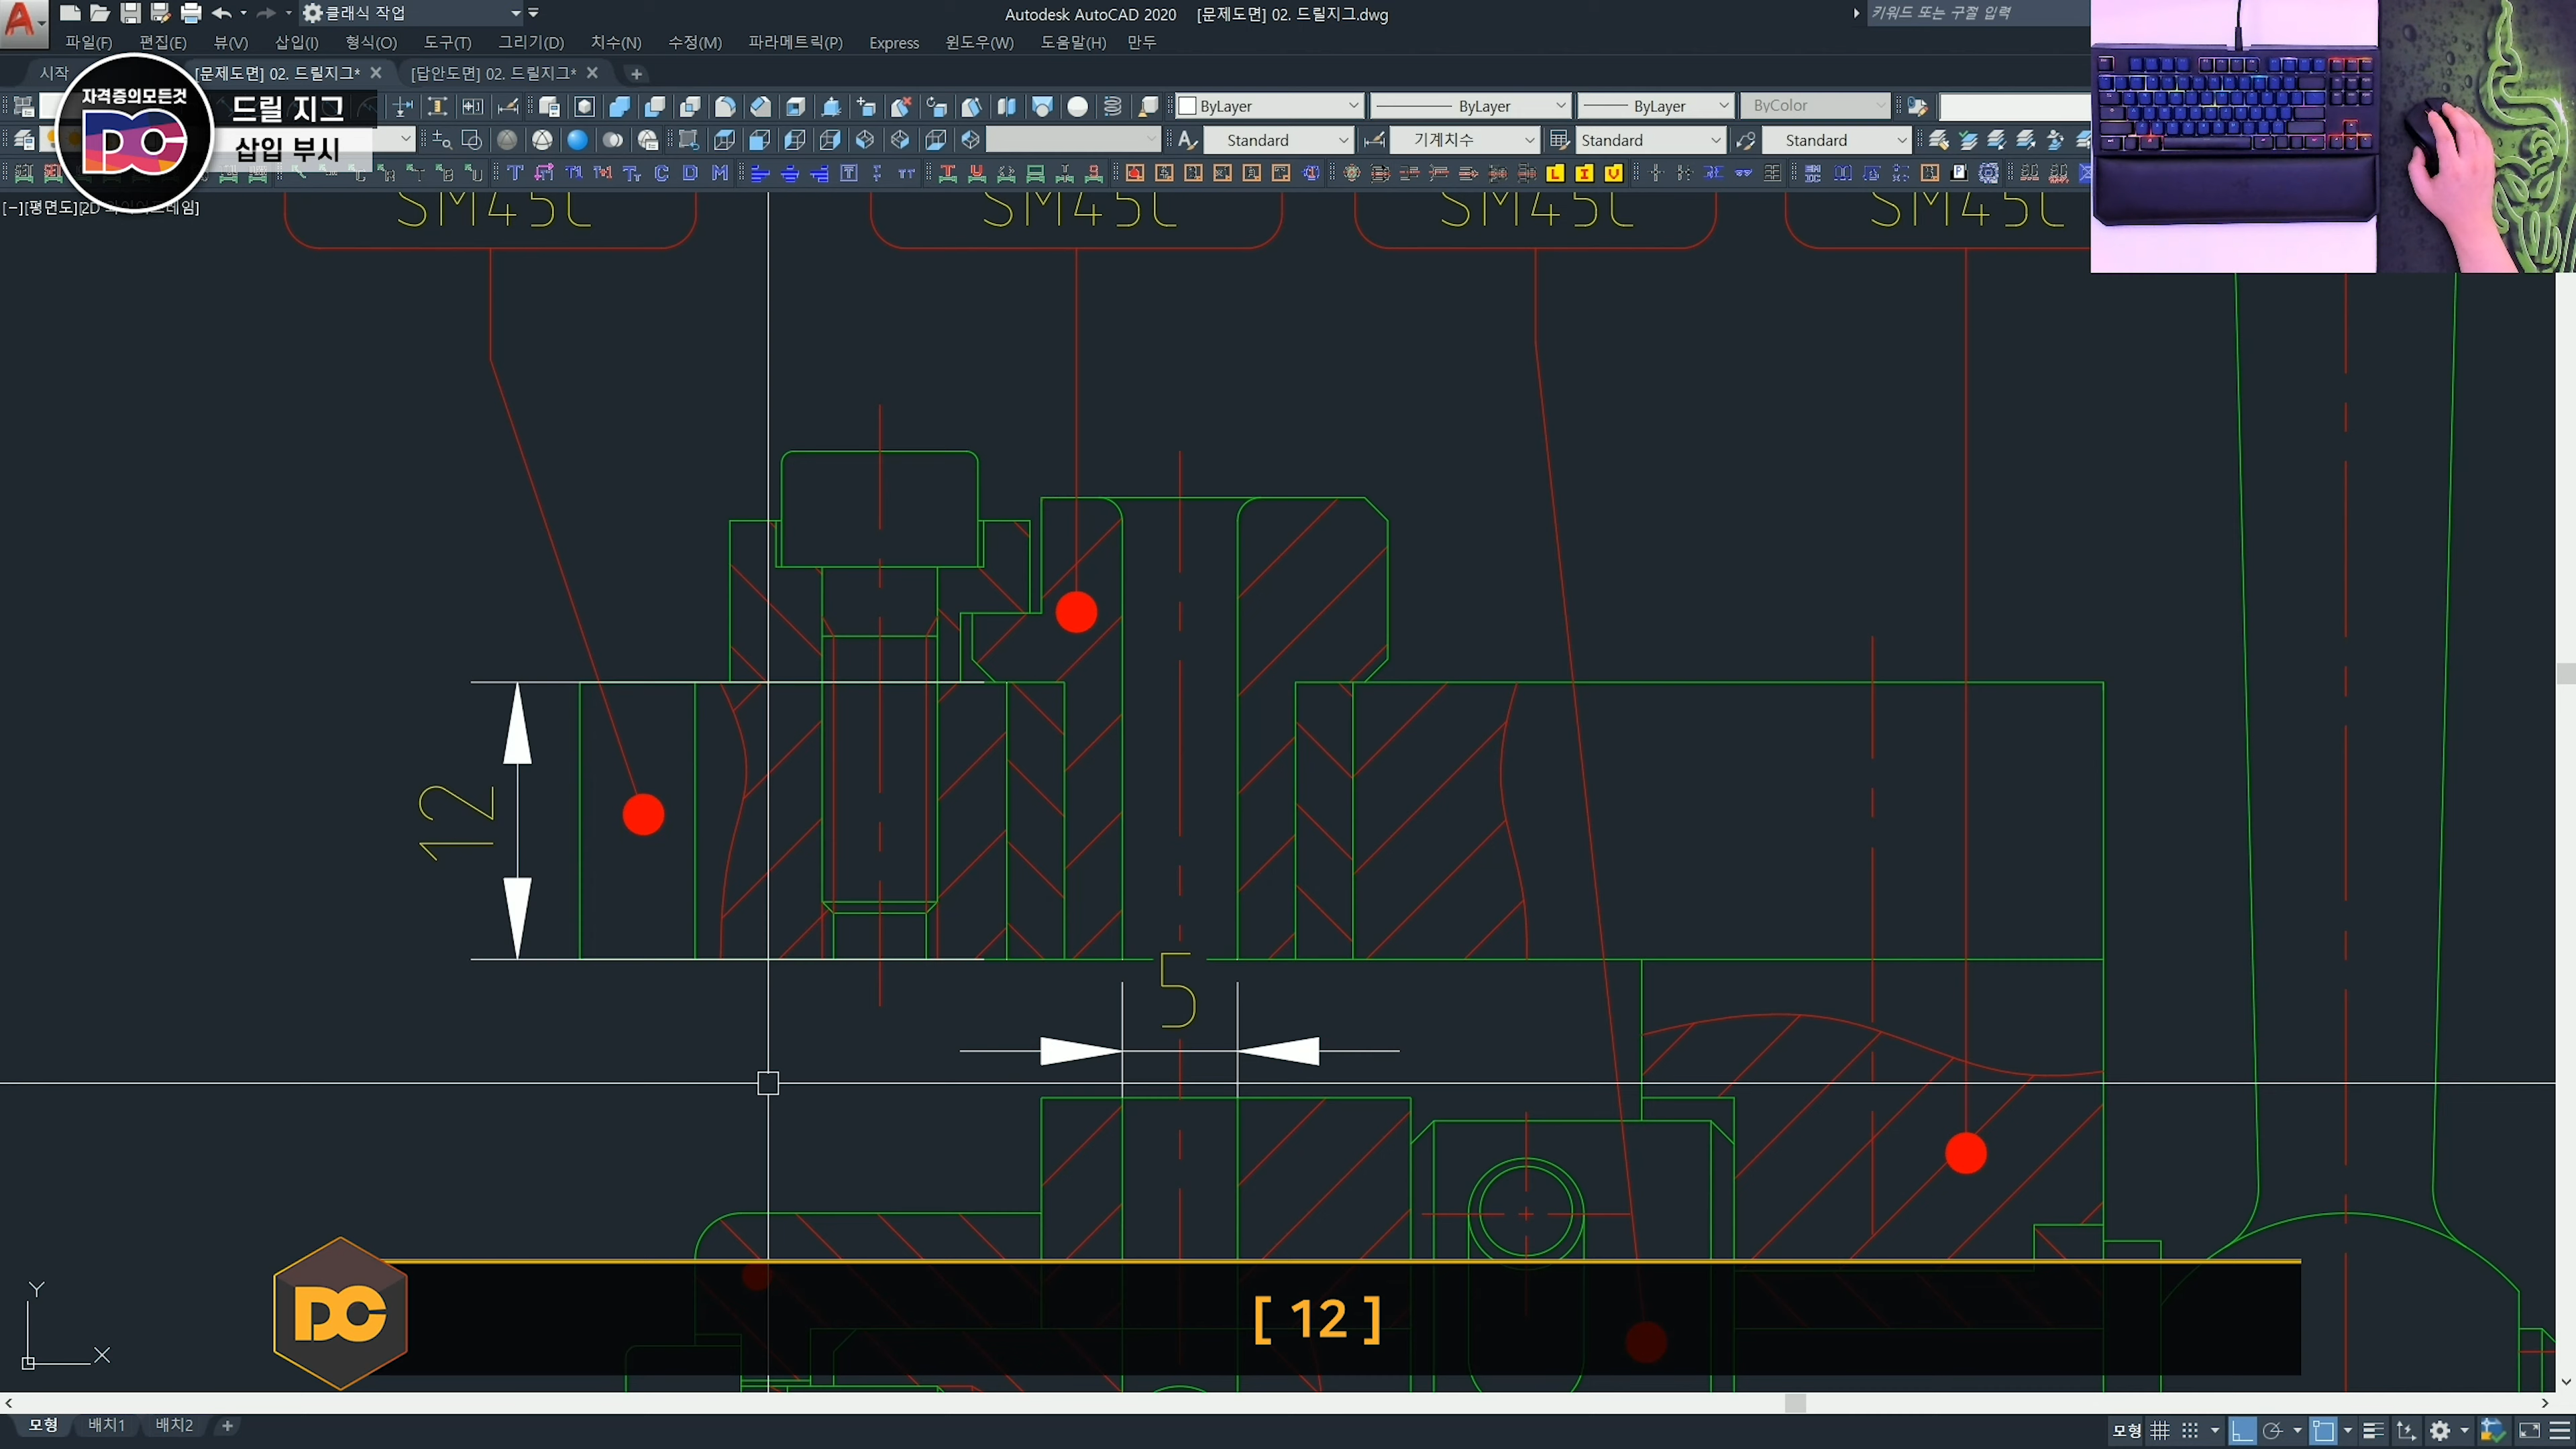 클래식 작업
Autodesk AutoCAD 2020 [문제도면] 02. 드릴지그.dwg
키워드 또는 구절 입력
파일(F) 편집(E) 뷰(V) 삽입(I) 형식(O) 도구(T) 그리기(D) 치수(N) 수정(M) 파라메트릭(P) Express 윈도우(W) 도움말(H) 만두
시작 [문제도면] 02. 드릴지그* [답안도면] 02. 드릴지그*
자격증의모든것
DC
드릴 지그
삽입 부시
ByLayer ByLayer ByLayer ByColor
Standard 기계치수 Standard Standard
[−][평면도][2D
SM45C SM45C SM45C SM45C
12
5
Y
X
DC
[ 12 ]
모형 배치1 배치2
모형